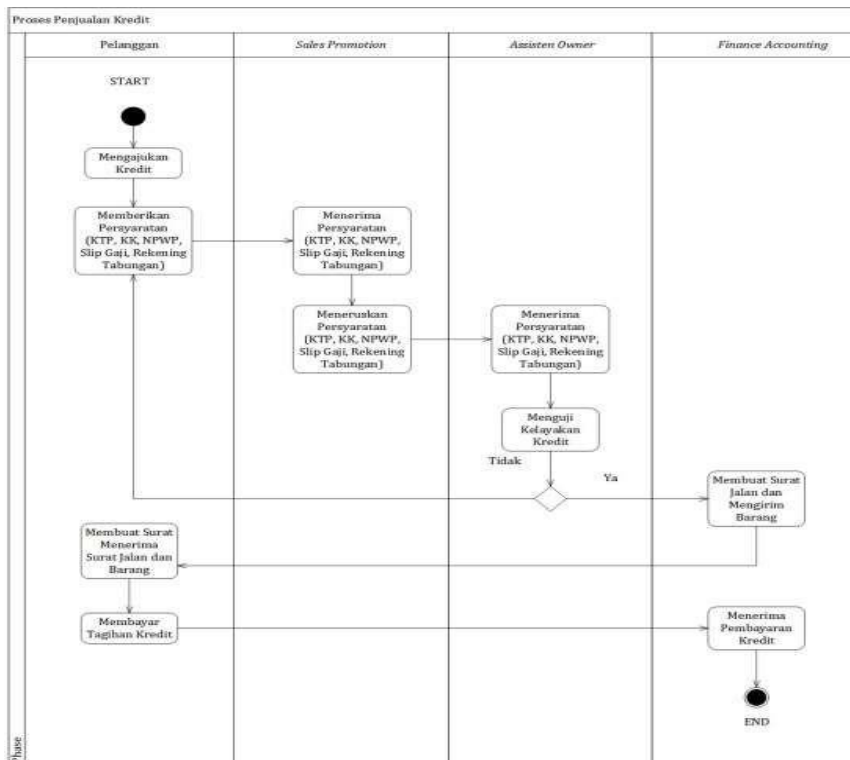 Proses Penjualan Kredit
Pelanggan
Sales Promotion
Assisten Owner
Finance Accounting
START
Mengajukan
Kredit
Memberikan
Persyaratan
(KTP, KK, NPWP,
Slip Gaji, Rekening
Tabungan)
Menerima
Persyaratan
(KTP, KK, NPWP,
Slip Gaji, Rekening
Tabungan)
Meneruskan
Persyaratan
(KTP, KK, NPWP,
Slip Gaji, Rekening
Tabungan)
Menerima
Persyaratan
(KTP, KK, NPWP,
Slip Gaji, Rekening
Tabungan)
Menguji
Kelayakan
Kredit
Tidak
Ya
Membuat Surat
Jalan dan
Mengirim
Barang
Membuat Surat
Menerima
Surat Jalan dan
Barang
Membayar
Tagihan Kredit
Menerima
Pembayaran
Kredit
END
Phase